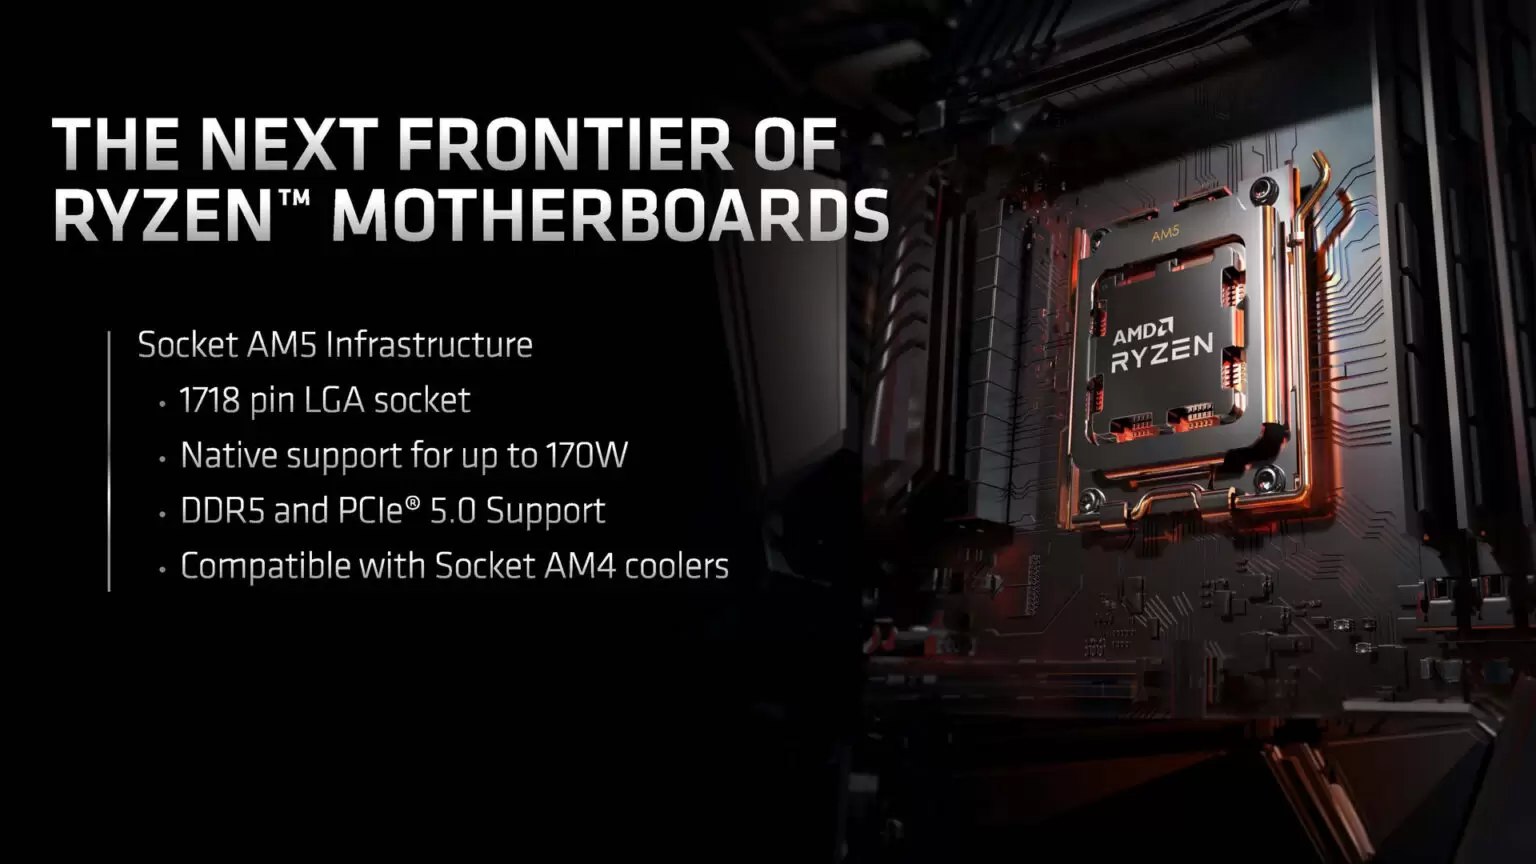 THE NEXT FRONTIER OF
RYZEN™ MOTHERBOARDS
Socket AM5 Infrastructure
• 1718 pin LGA socket
• Native support for up to 170W
• DDR5 and PCIe® 5.0 Support
• Compatible with Socket AM4 coolers
AM5
AMD
RYZEN